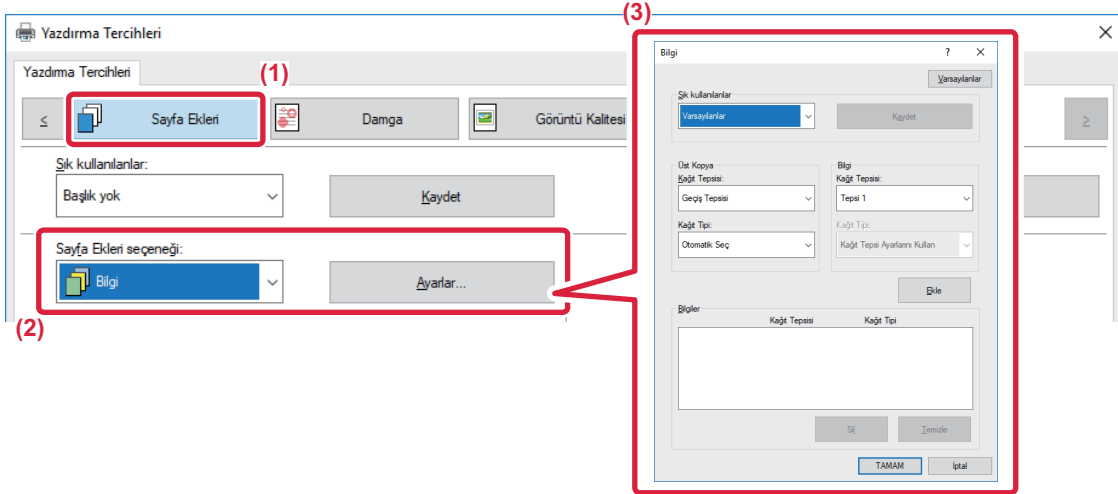 (3)
Yazdırma Tercihleri
Yazdırma Tercihleri
(1)
≤
Sayfa Ekleri
Damga
Görüntü Kalitesi
≥
Sık kullanılanlar:
Başlık yok
Kaydet
Sayfa Ekleri seçeneği:
Bilgi
Ayarlar...
(2)
Bilgi
?
Varsayılanlar
Sık kullanılanlar
Varsayılanlar
Kaydet
Üst Kopya
Kağıt Tepsisi:
Geçiş Tepsisi
Kağıt Tipi:
Otomatik Seç
Bilgi
Kağıt Tepsisi:
Tepsi 1
Kağıt Tipi:
Kağıt Tepsi Ayarlarını Kullan
Ekle
Bilgiler
Kağıt Tepsisi Kağıt Tipi
Sil
Temizle
TAMAM
İptal